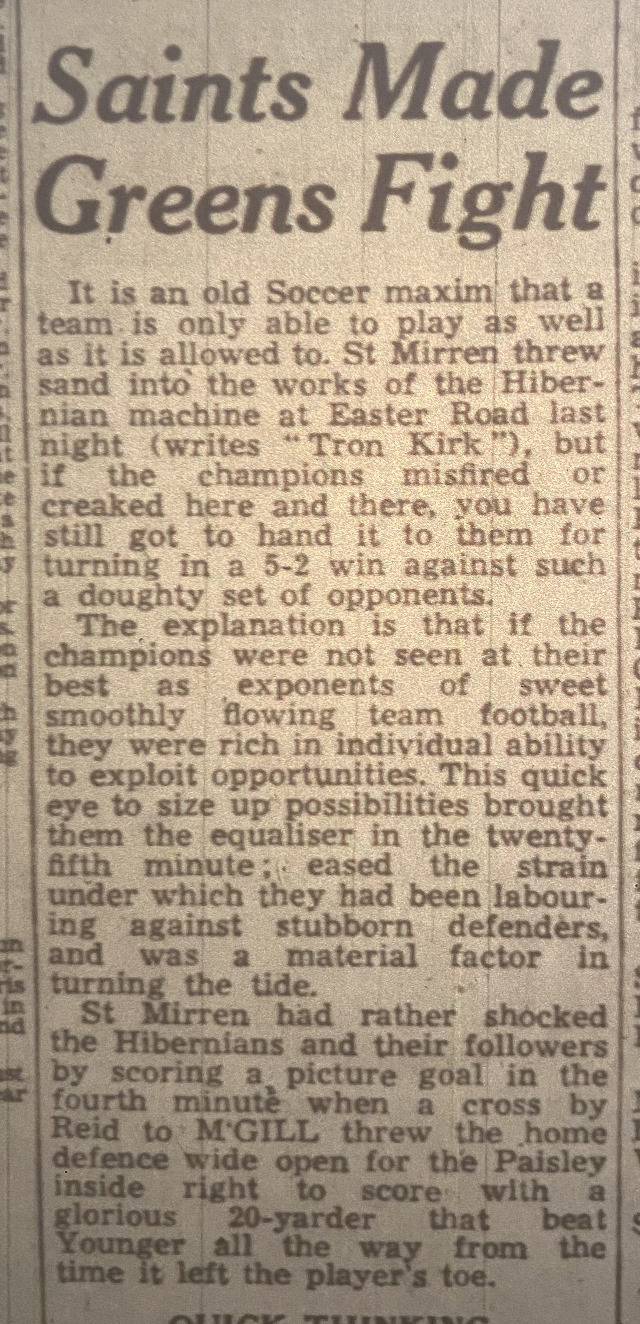 Saints Made
Greens Fight
It is an old Soccer maxim that a
team is only able to play as well
as it is allowed to. St Mirren threw
sand into the works of the Hiber-
nian machine at Easter Road last
night (writes "Tron Kirk"), but
if the champions misfired or
creaked here and there, you have
still got to hand it to them for
turning in a 5-2 win against such
a doughty set of opponents.
The explanation is that if the
champions were not seen at their
best as exponents of sweet
smoothly flowing team football,
they were rich in individual ability
to exploit opportunities. This quick
eye to size up possibilities brought
them the equaliser in the twenty-
fifth minute; eased the strain
under which they had been labour-
ing against stubborn defenders,
and was a material factor in
turning the tide.
St Mirren had rather shocked
the Hibernians and their followers
by scoring a picture goal in the
fourth minute when a cross by
Reid to M'GILL threw the home
defence wide open for the Paisley
inside right to score with a
glorious 20-yarder that beat
Younger all the way from the
time it left the player's toe.
QUICK THINKING